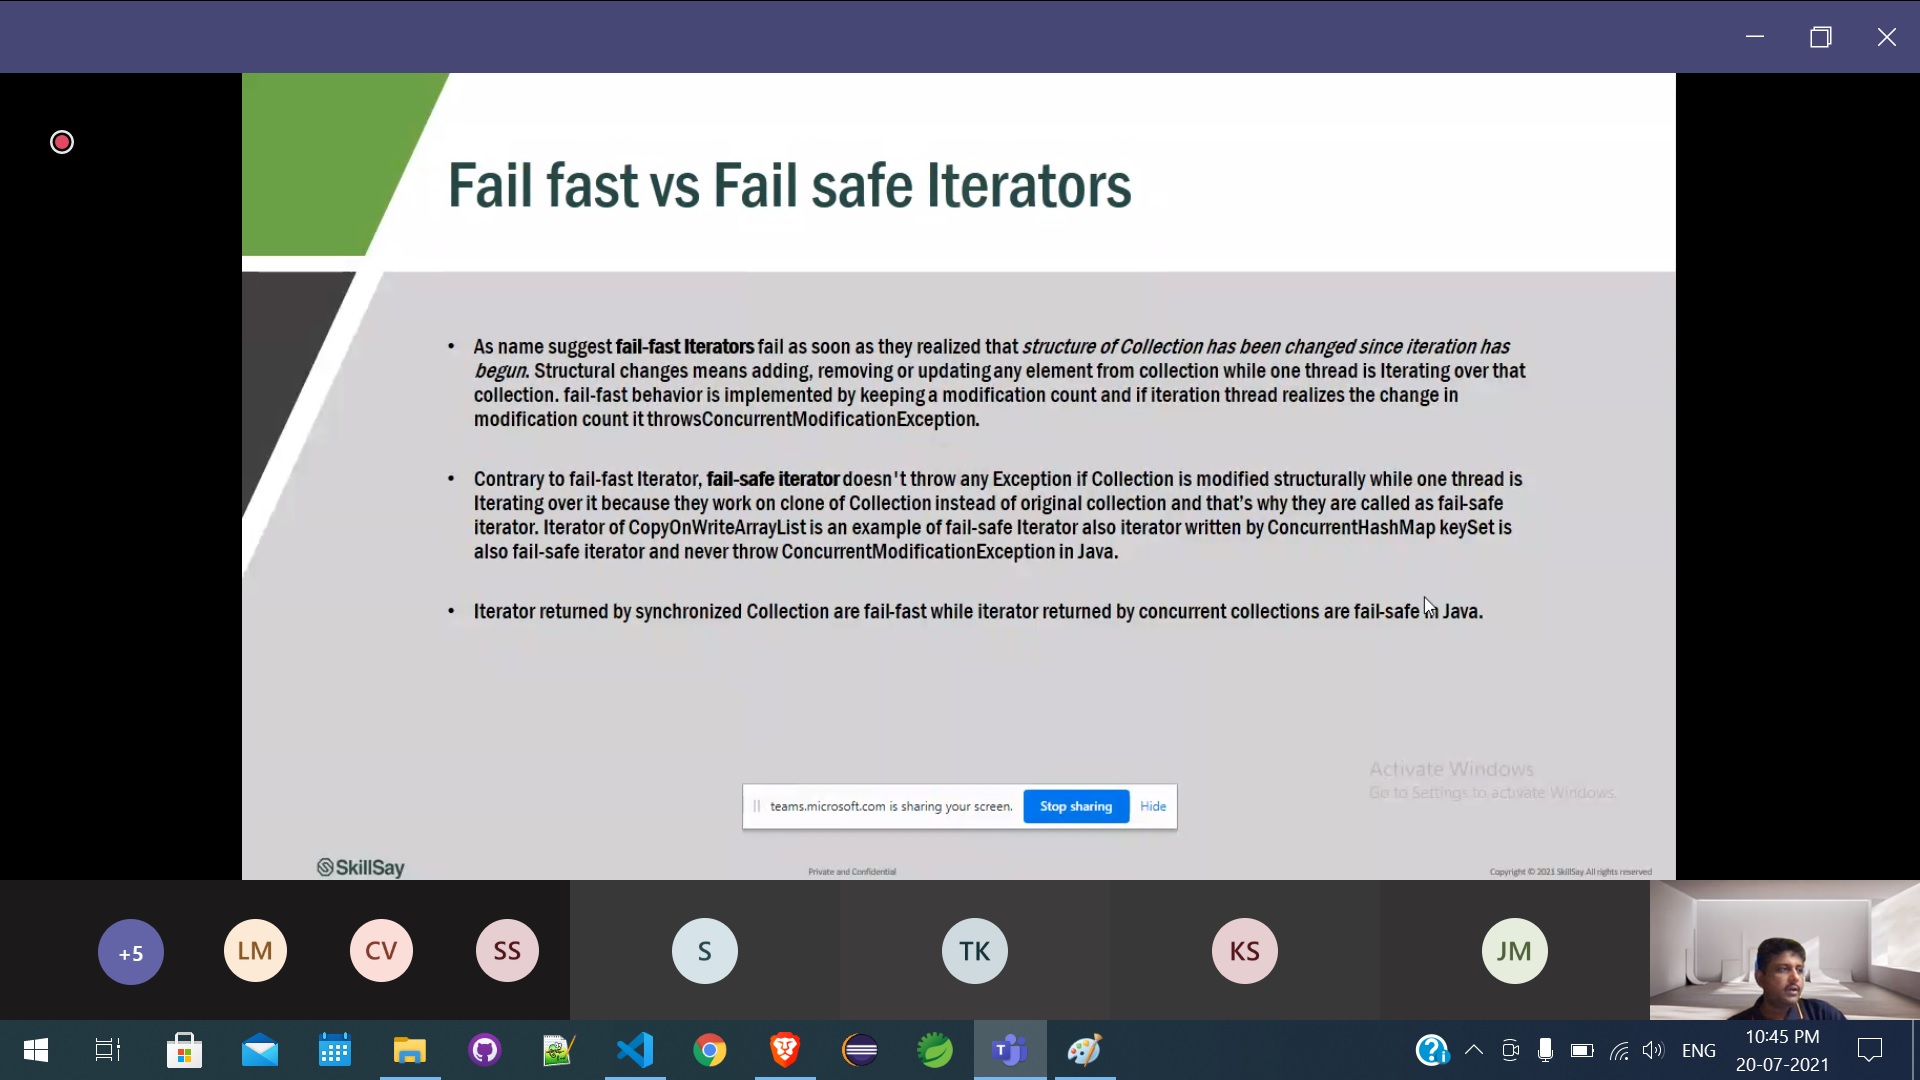 Fail fast vs Fail safe Iterators
• As name suggest fail-fast Iterators fail as soon as they realized that structure of Collection has been changed since iteration has
begun. Structural changes means adding, removing or updating any element from collection while one thread is Iterating over that
collection. fail-fast behavior is implemented by keeping a modification count and if iteration thread realizes the change in
modification count it throwsConcurrentModificationException.
• Contrary to fail-fast Iterator, fail-safe iterator doesn't throw any Exception if Collection is modified structurally while one thread is
Iterating over it because they work on clone of Collection instead of original collection and that's why they are called as fail-safe
iterator. Iterator of CopyOnWriteArrayList is an example of fail-safe Iterator also iterator written by ConcurrentHashMap keySet is
also fail-safe iterator and never throw ConcurrentModificationException in Java.
• Iterator returned by synchronized Collection are fail-fast while iterator returned by concurrent collections are fail-safe in Java.
Activate Windows
Go to Settings to activate Windows.
teams.microsoft.com is sharing your screen. Stop sharing Hide
SkillSay Private and Confidential Copyright © 2021 SkillSay All rights reserved
+5 LM CV SS S TK KS JM
ENG 10:45 PM
20-07-2021